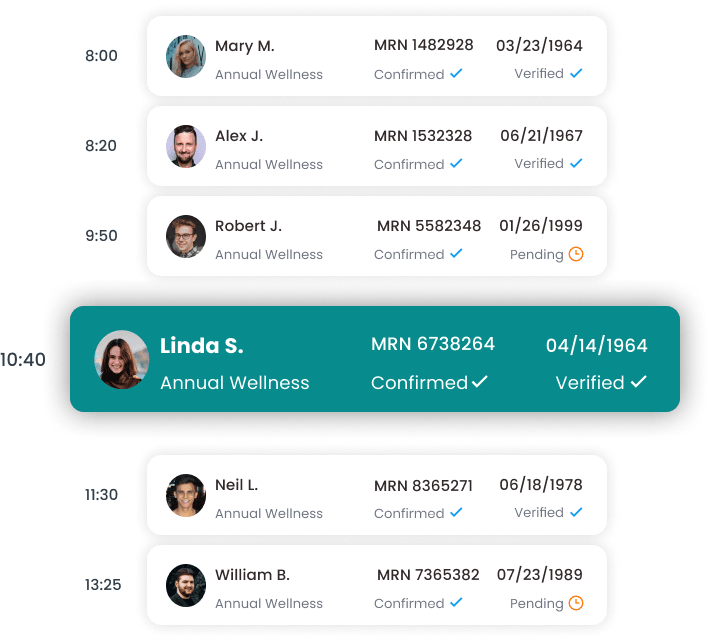 8:00 Mary M. MRN 1482928 03/23/1964
Annual Wellness Confirmed Verified
8:20 Alex J. MRN 1532328 06/21/1967
Annual Wellness Confirmed Verified
9:50 Robert J. MRN 5582348 01/26/1999
Annual Wellness Confirmed Pending
10:40 Linda S. MRN 6738264 04/14/1964
Annual Wellness Confirmed Verified
11:30 Neil L. MRN 8365271 06/18/1978
Annual Wellness Confirmed Verified
13:25 William B. MRN 7365382 07/23/1989
Annual Wellness Confirmed Pending